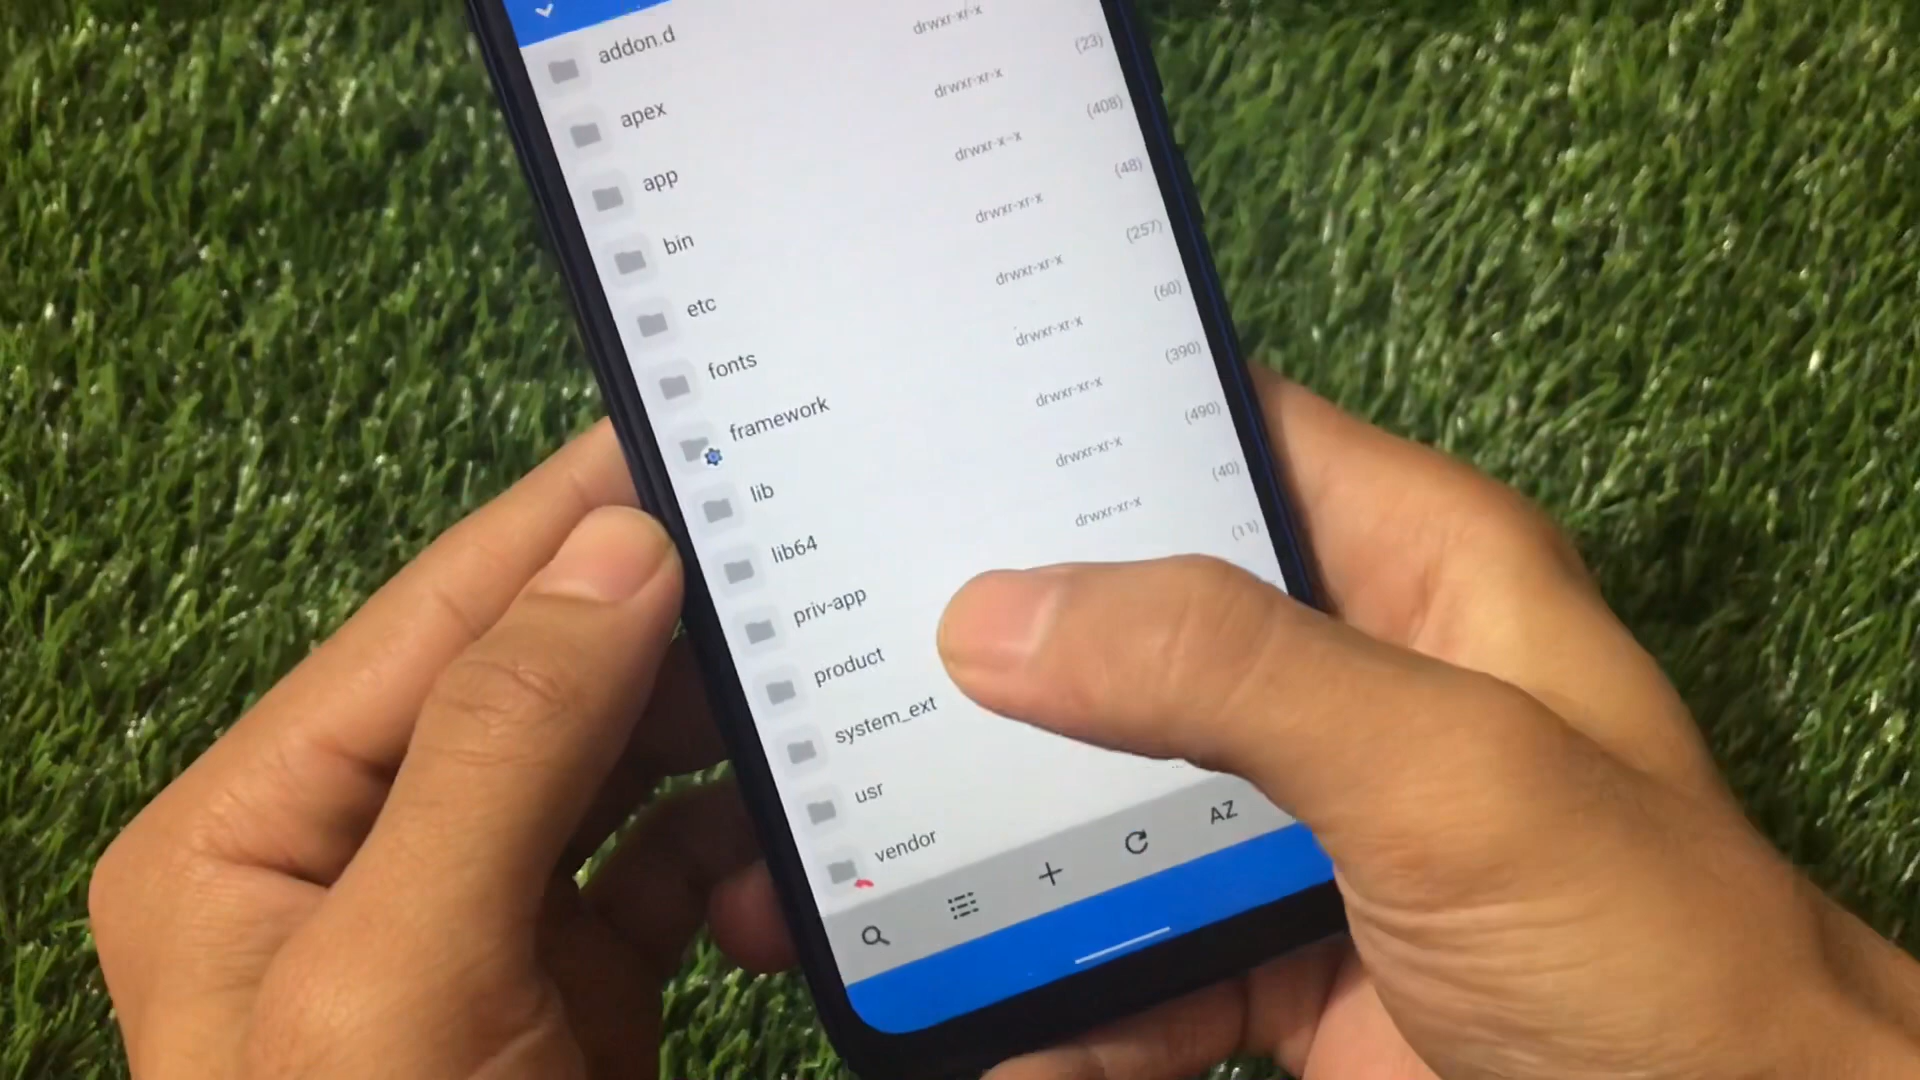 addon.d
apex drwxr-xr-x
app drwxr-xr-x (23)
bin drwxr-x--x (408)
etc drwxr-xr-x (48)
fonts drwxr-xr-x (257)
framework drwxr-xr-x (60)
lib drwxr-xr-x (390)
lib64 drwxr-xr-x (490)
priv-app drwxr-xr-x (40)
product
system_ext
usr
vendor
AZ